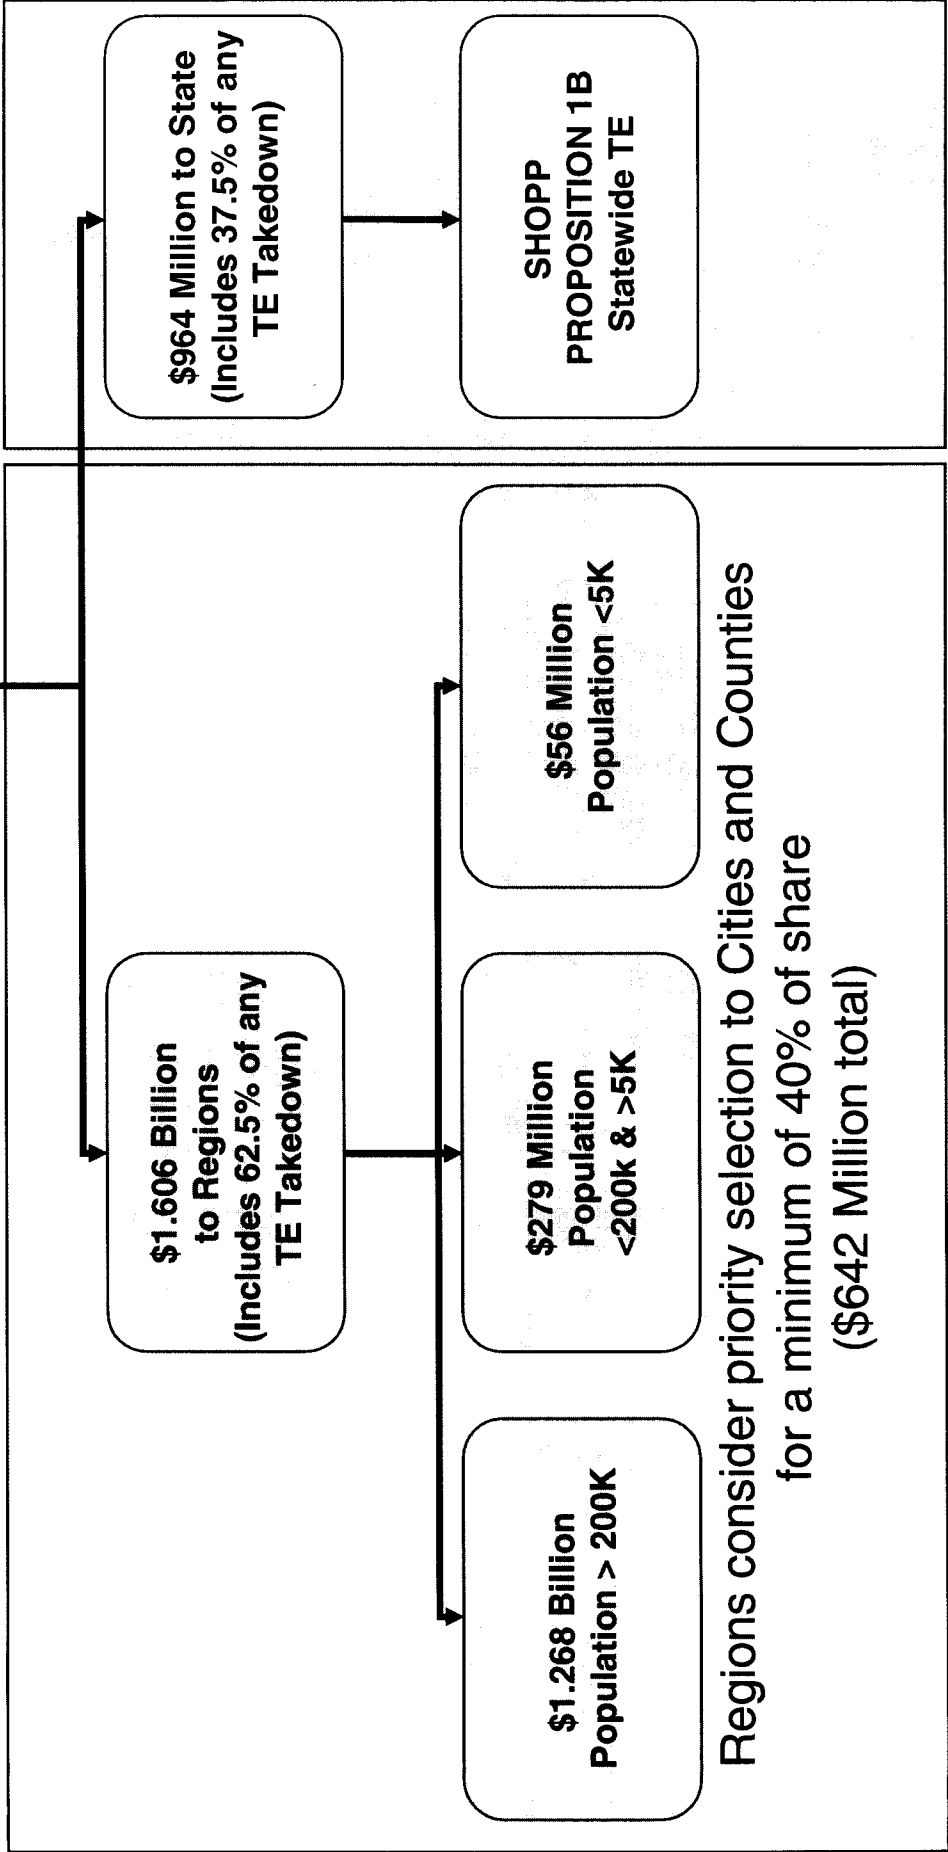 $1.606 Billion
to Regions
(Includes 62.5% of any
TE Takedown)
$964 Million to State
(Includes 37.5% of any
TE Takedown)
$1.268 Billion
Population > 200K
$279 Million
Population
<200k & >5K
$56 Million
Population <5K
SHOPP
PROPOSITION 1B
Statewide TE
Regions consider priority selection to Cities and Counties
for a minimum of 40% of share
($642 Million total)